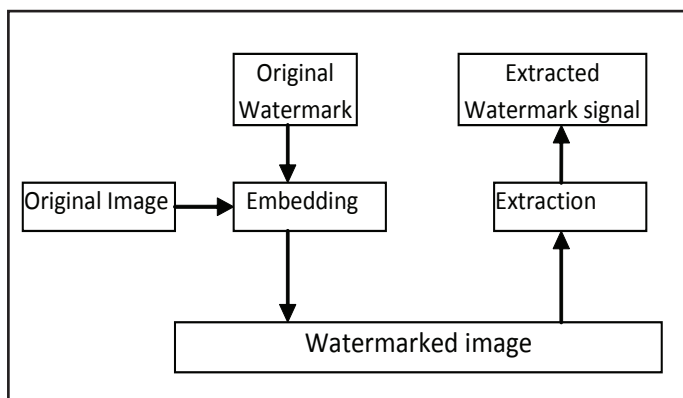 Original
Watermark
Extracted
Watermark signal
Original Image
Embedding
Extraction
Watermarked image